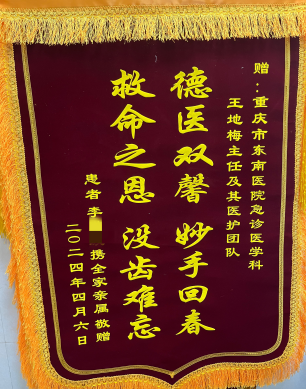 赠：重庆市东南医院急诊医学科
王地梅主任及其医护团队
德医双馨 妙手回春
救命之恩 没齿难忘
患者 李 携全家亲属敬赠
二〇二四年四月六日